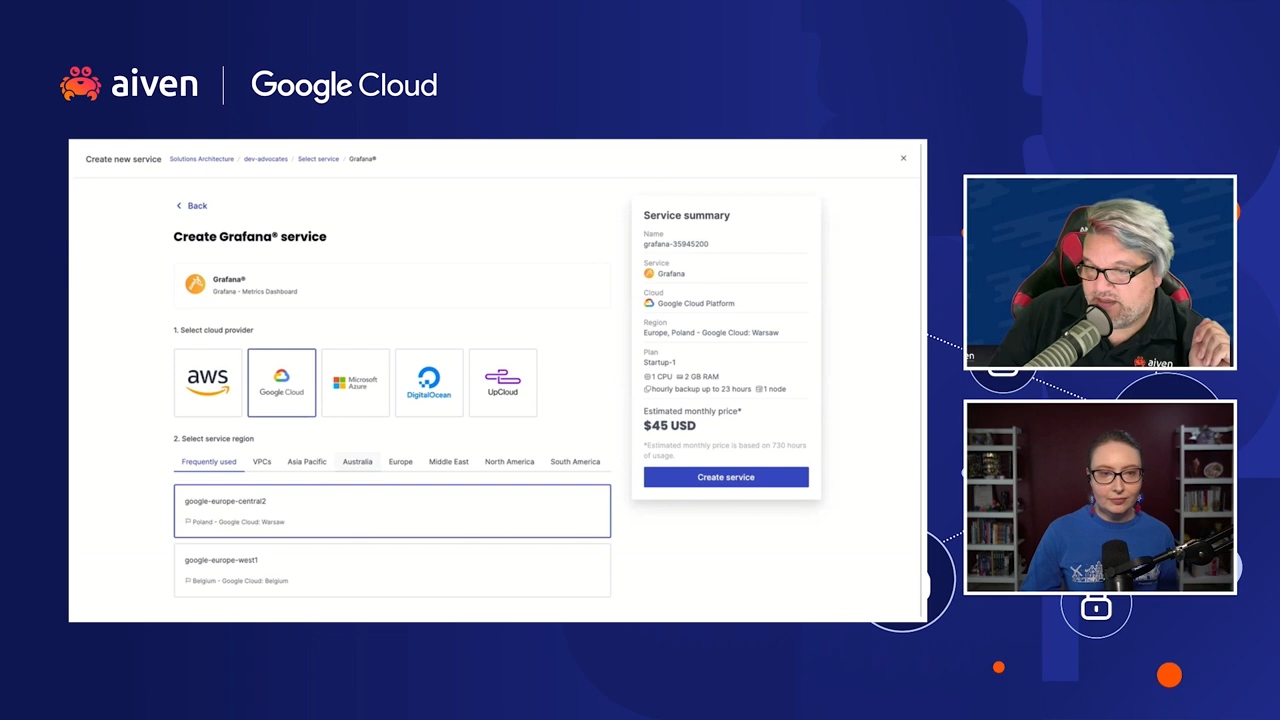 aiven | Google Cloud
Create new service Solutions Architecture / dev-advocates / Select service / Grafana®
Back
Create Grafana® service
Grafana®
Grafana - Metrics Dashboard
1. Select cloud provider
aws
Google Cloud
Microsoft
Azure
DigitalOcean
UpCloud
2. Select service region
Frequently used VPCs Asia Pacific Australia Europe Middle East North America South America
google-europe-central2
Poland - Google Cloud: Warsaw
google-europe-west1
Belgium - Google Cloud: Belgium
Service summary
Name
grafana-35945200
Service
Grafana
Cloud
Google Cloud Platform
Region
Europe, Poland - Google Cloud: Warsaw
Plan
Startup-1
1 CPU 2 GB RAM
hourly backup up to 23 hours 1 node
Estimated monthly price*
$45 USD
*Estimated monthly price is based on 730 hours
of usage.
Create service
aiven